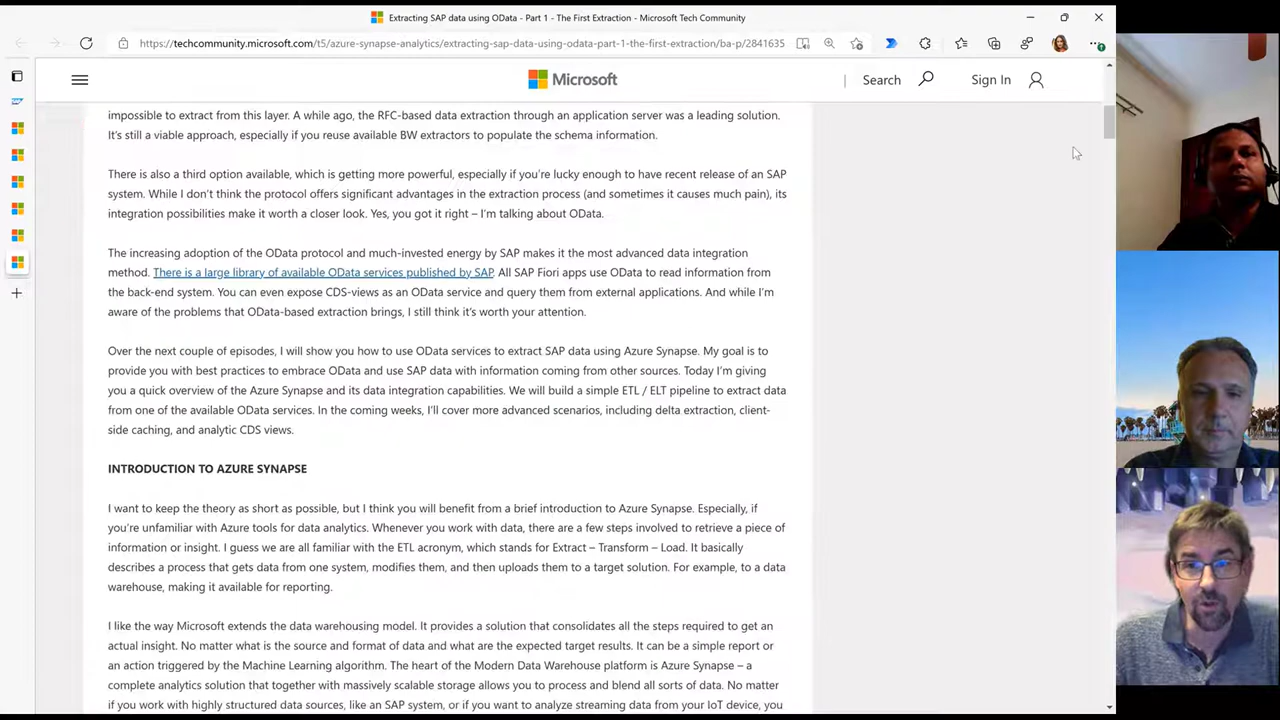 Extracting SAP data using OData - Part 1 - The First Extraction - Microsoft Tech Community
https://techcommunity.microsoft.com/t5/azure-synapse-analytics/extracting-sap-data-using-odata-part-1-the-first-extraction/ba-p/2841635
Microsoft
Search
Sign In
impossible to extract from this layer. A while ago, the RFC-based data extraction through an application server was a leading solution.
It's still a viable approach, especially if you reuse available BW extractors to populate the schema information.
There is also a third option available, which is getting more powerful, especially if you're lucky enough to have recent release of an SAP
system. While I don't think the protocol offers significant advantages in the extraction process (and sometimes it causes much pain), its
integration possibilities make it worth a closer look. Yes, you got it right – I'm talking about OData.
The increasing adoption of the OData protocol and much-invested energy by SAP makes it the most advanced data integration
method. There is a large library of available OData services published by SAP. All SAP Fiori apps use OData to read information from
the back-end system. You can even expose CDS-views as an OData service and query them from external applications. And while I'm
aware of the problems that OData-based extraction brings, I still think it's worth your attention.
Over the next couple of episodes, I will show you how to use OData services to extract SAP data using Azure Synapse. My goal is to
provide you with best practices to embrace OData and use SAP data with information coming from other sources. Today I'm giving
you a quick overview of the Azure Synapse and its data integration capabilities. We will build a simple ETL / ELT pipeline to extract data
from one of the available OData services. In the coming weeks, I'll cover more advanced scenarios, including delta extraction, client-
side caching, and analytic CDS views.
INTRODUCTION TO AZURE SYNAPSE
I want to keep the theory as short as possible, but I think you will benefit from a brief introduction to Azure Synapse. Especially, if
you're unfamiliar with Azure tools for data analytics. Whenever you work with data, there are a few steps involved to retrieve a piece of
information or insight. I guess we are all familiar with the ETL acronym, which stands for Extract – Transform – Load. It basically
describes a process that gets data from one system, modifies them, and then uploads them to a target solution. For example, to a data
warehouse, making it available for reporting.
I like the way Microsoft extends the data warehousing model. It provides a solution that consolidates all the steps required to get an
actual insight. No matter what is the source and format of data and what are the expected target results. It can be a simple report or
an action triggered by the Machine Learning algorithm. The heart of the Modern Data Warehouse platform is Azure Synapse – a
complete analytics solution that together with massively scalable storage allows you to process and blend all sorts of data. No matter
if you work with highly structured data sources, like an SAP system, or if you want to analyze streaming data from your IoT device, you